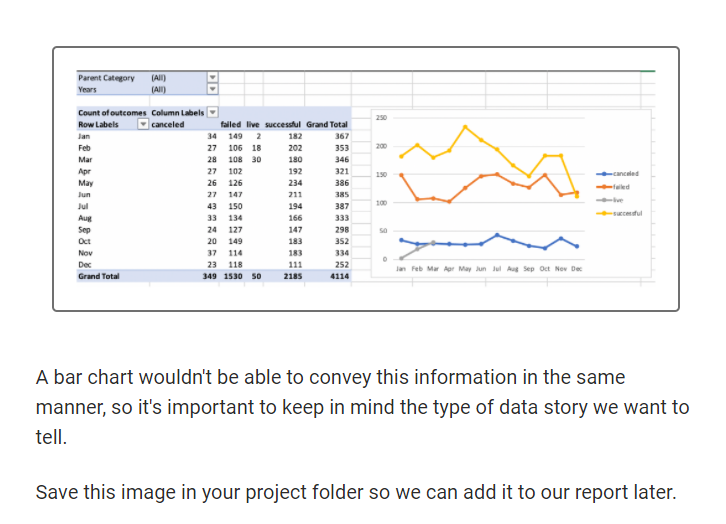 Parent Category (All)
Years (All)
Count of outcomes Column Labels
Row Labels canceled failed live successful Grand Total
Jan 34 149 2 182 367
Feb 27 106 18 202 353
Mar 28 108 30 180 346
Apr 27 102 192 321
May 26 126 234 386
Jun 27 147 211 385
Jul 43 150 194 387
Aug 33 134 166 333
Sep 24 127 147 298
Oct 20 149 183 352
Nov 37 114 183 334
Dec 23 118 111 252
Grand Total 349 1530 50 2185 4114
250
200
150
100
50
0
Jan Feb Mar Apr May Jun Jul Aug Sep Oct Nov Dec
canceled
failed
live
successful
A bar chart wouldn't be able to convey this information in the same
manner, so it's important to keep in mind the type of data story we want to
tell.
Save this image in your project folder so we can add it to our report later.